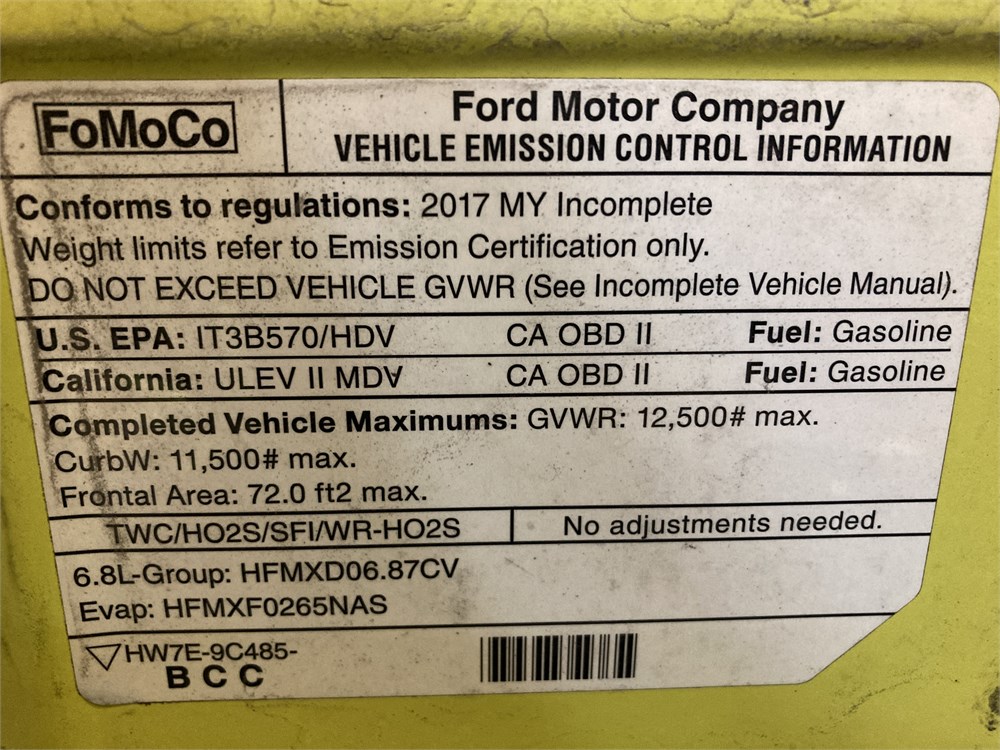 FoMoCo
Ford Motor Company
VEHICLE EMISSION CONTROL INFORMATION
Conforms to regulations: 2017 MY Incomplete
Weight limits refer to Emission Certification only.
DO NOT EXCEED VEHICLE GVWR (See Incomplete Vehicle Manual).
U.S. EPA: IT3B570/HDV CA OBD II Fuel: Gasoline
California: ULEV II MDV CA OBD II Fuel: Gasoline
Completed Vehicle Maximums: GVWR: 12,500# max.
CurbW: 11,500# max.
Frontal Area: 72.0 ft2 max.
TWC/HO2S/SFI/WR-HO2S No adjustments needed.
6.8L-Group: HFMXD06.87CV
Evap: HFMXF0265NAS
HW7E-9C485-
B C C